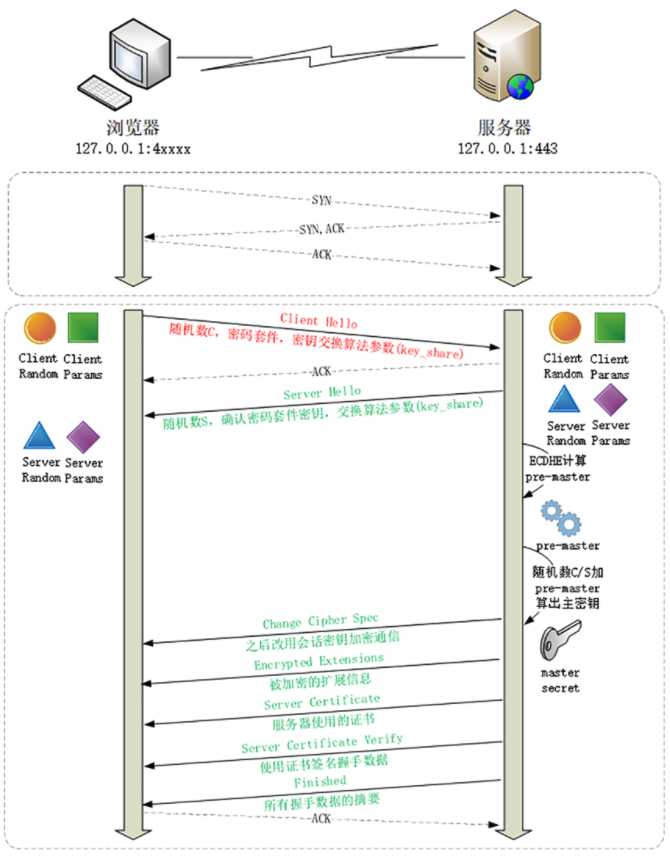 浏览器
127.0.0.1:4xxxx
服务器
127.0.0.1:443
SYN
SYN,ACK
ACK
Client Random
Client Params
Client Hello
随机数C, 密码套件, 密钥交换算法参数(key_share)
Client Random
Client Params
ACK
Server Hello
随机数S, 确认密码套件密钥, 交换算法参数(key_share)
Server Random
Server Params
Server Random
Server Params
ECDHE计算
pre-master
pre-master
随机数C/S加
pre-master
算出主密钥
Change Cipher Spec
之后改用会话密钥加密通信
Encrypted Extensions
被加密的扩展信息
master
secret
Server Certificate
服务器使用的证书
Server Certificate Verify
使用证书签名握手数据
Finished
所有握手数据的摘要
ACK